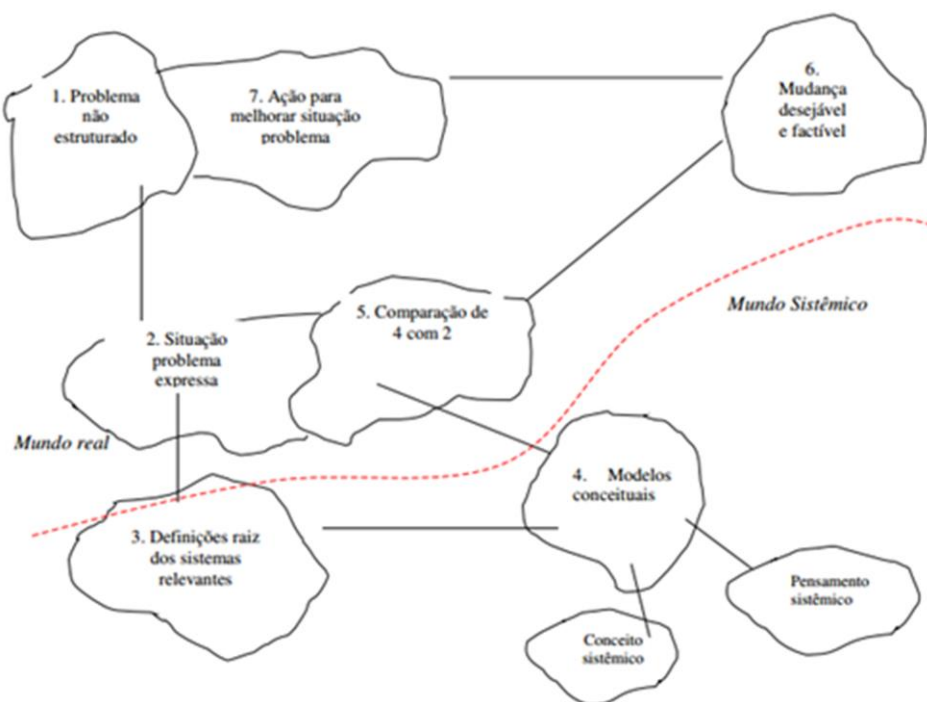 1. Problema
não
estruturado
7. Ação para
melhorar situação
problema
6.
Mudança
desejável
e factível
Mundo Sistêmico
5. Comparação de
4 com 2
2. Situação
problema
expressa
Mundo real
4. Modelos
conceituais
3. Definições raiz
dos sistemas
relevantes
Pensamento
sistêmico
Conceito
sistêmico